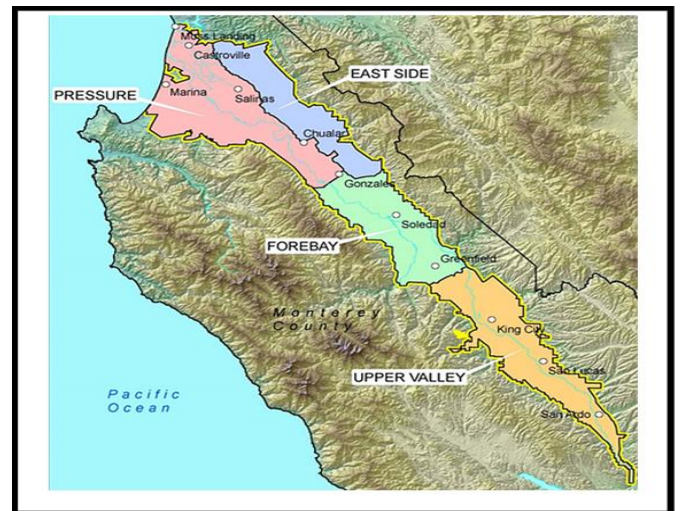 Moss Landing
Castroville
EAST SIDE
PRESSURE
Marina
Salinas
Chualar
Gonzales
Soledad
FOREBAY
Greenfield
Monterey
County
King City
San Lucas
UPPER VALLEY
Pacific
Ocean
San Ardo